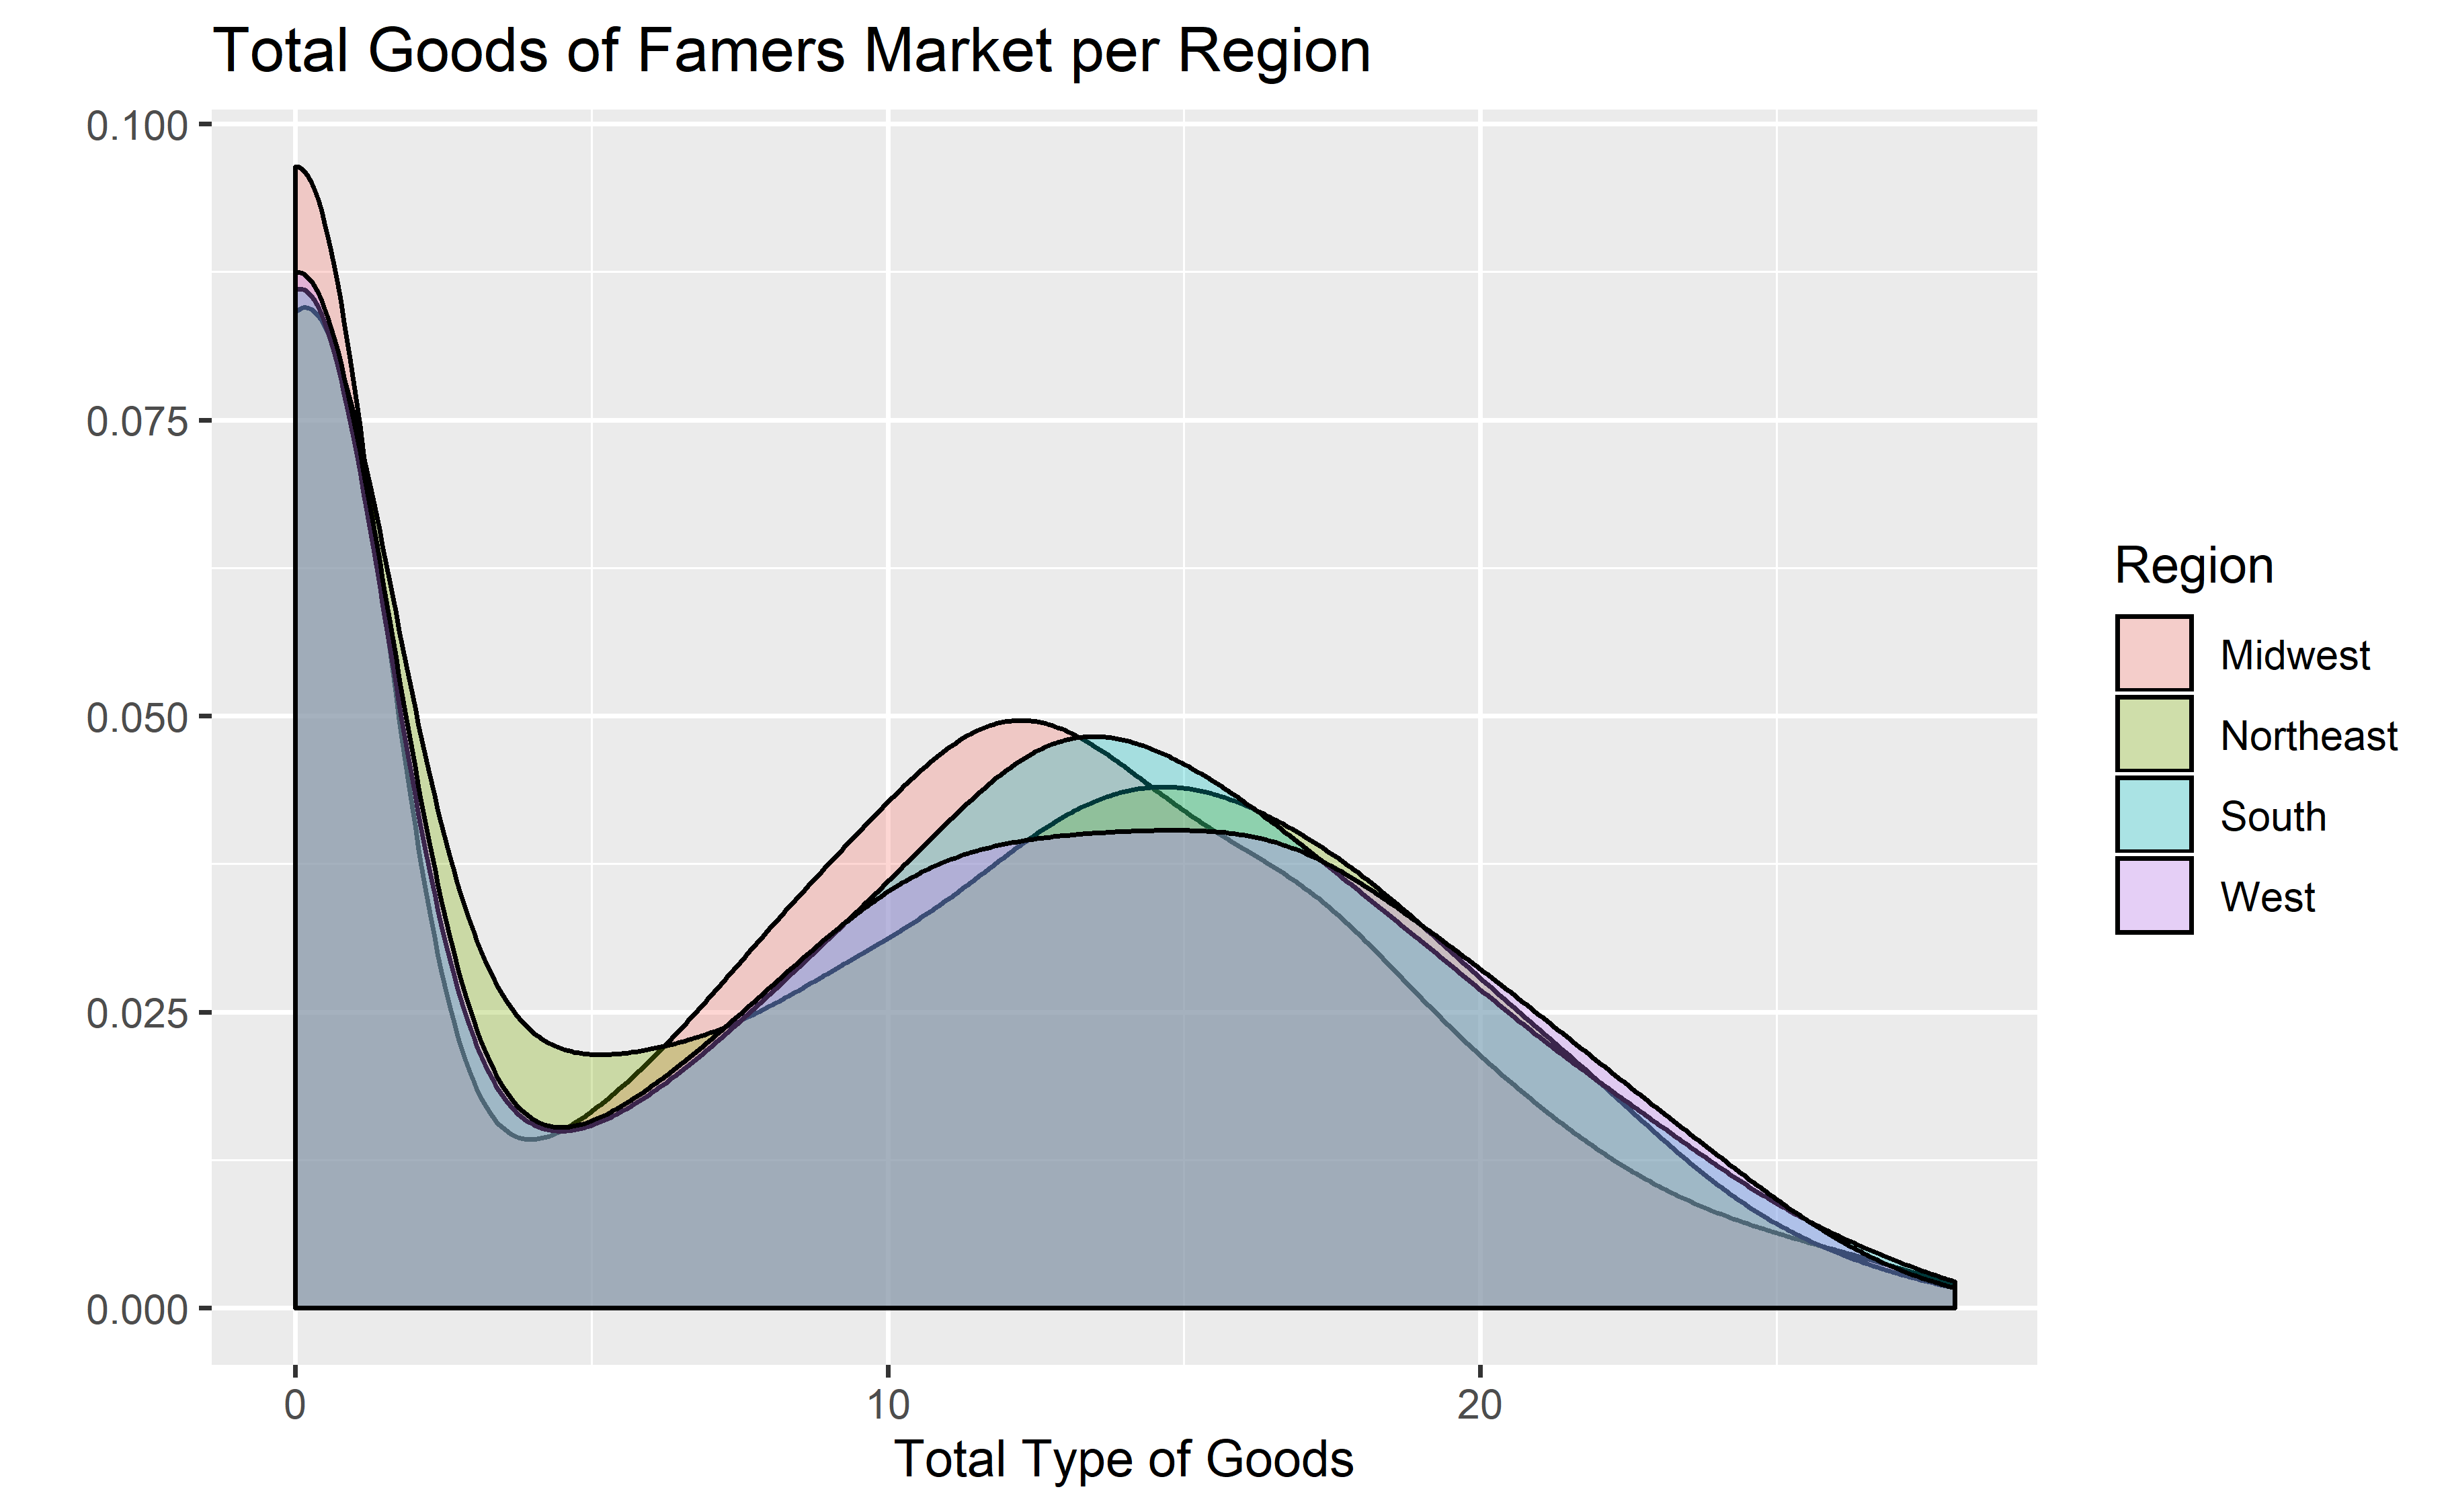 Total Goods of Famers Market per Region
0.100
0.075
0.050
0.025
0.000
0
10
20
Total Type of Goods
Region
Midwest
Northeast
South
West